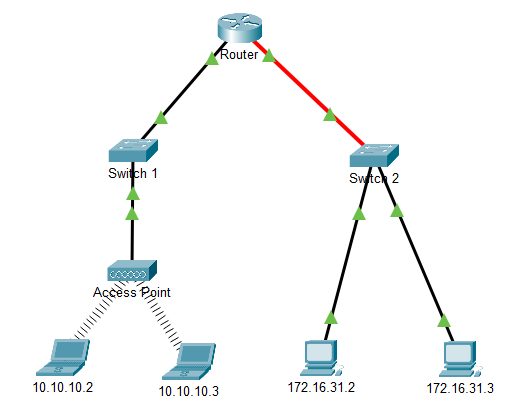 Router
Switch 1
Switch 2
Access Point
10.10.10.2
10.10.10.3
172.16.31.2
172.16.31.3